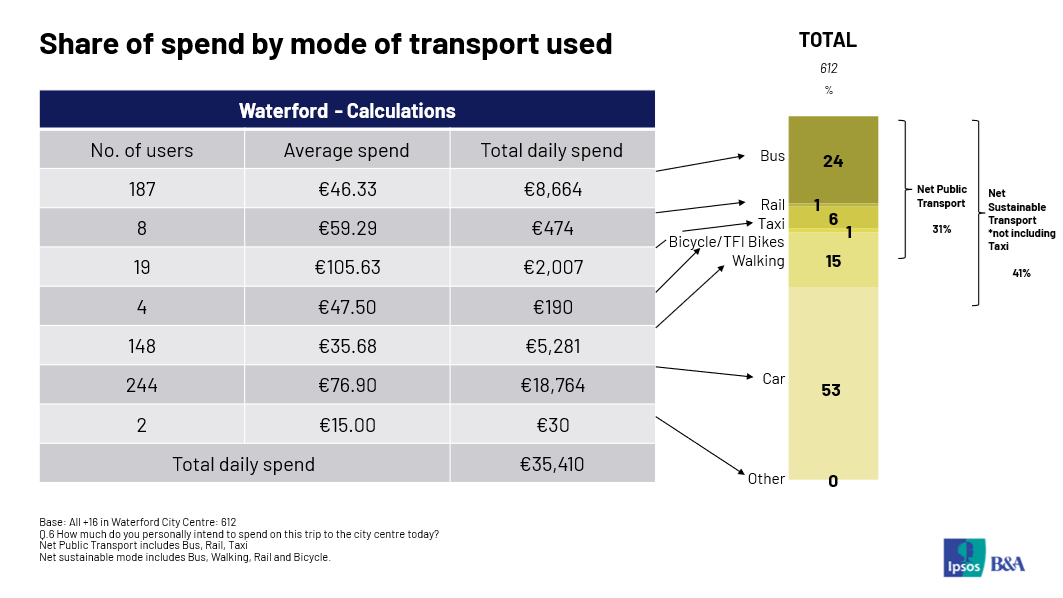 Share of spend by mode of transport used
TOTAL
612
%
Waterford - Calculations
No. of users Average spend Total daily spend
187 €46.33 €8,664
8 €59.29 €474
19 €105.63 €2,007
4 €47.50 €190
148 €35.68 €5,281
244 €76.90 €18,764
2 €15.00 €30
Total daily spend €35,410
Bus 24
Rail 1
Taxi 6
Bicycle/TFI Bikes 1
Walking 15
Car 53
Other 0
Net Public
Transport
31%
Net
Sustainable
Transport
*not including
Taxi
41%
Base: All +16 in Waterford City Centre: 612
Q.6 How much do you personally intend to spend on this trip to the city centre today?
Net Public Transport includes Bus, Rail, Taxi
Net sustainable mode includes Bus, Walking, Rail and Bicycle.
Ipsos B&A